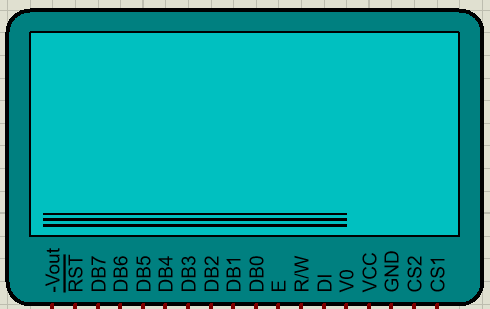 -Vout
RST
DB7
DB6
DB5
DB4
DB3
DB2
DB1
DB0
E
R/W
DI
V0
VCC
GND
CS2
CS1